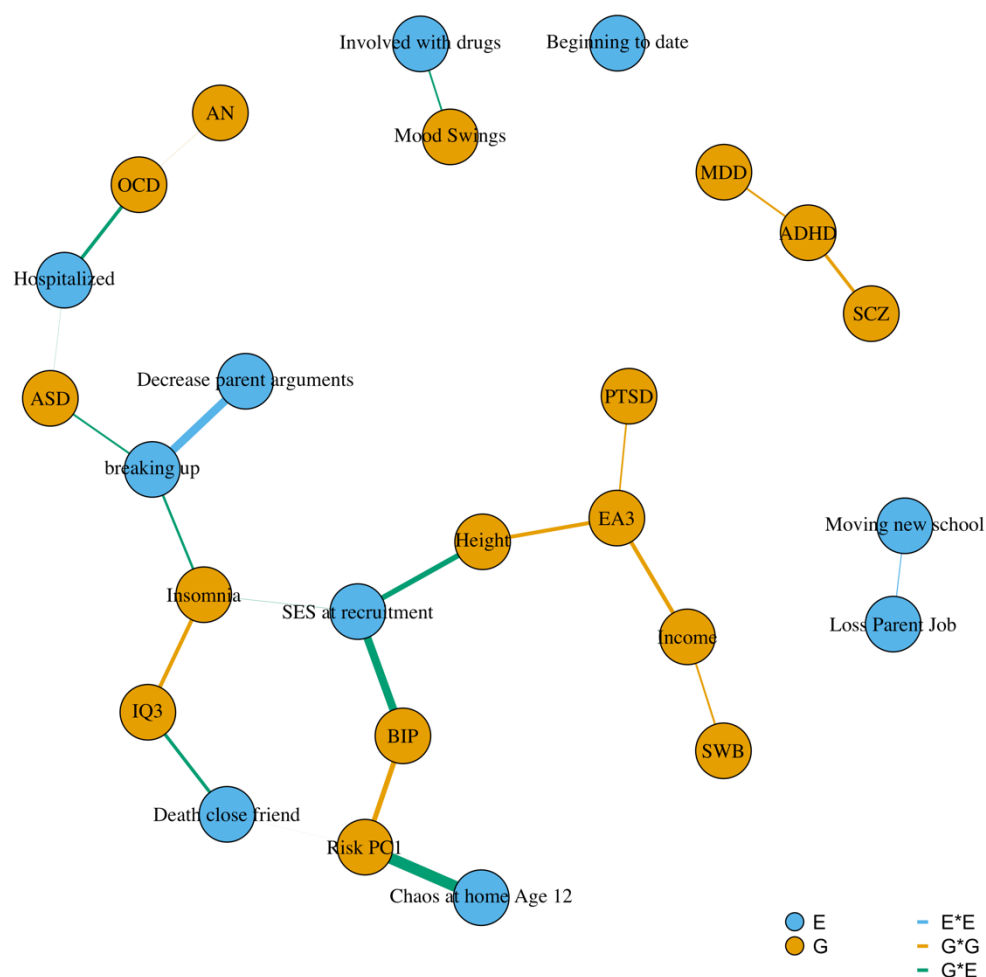 Involved with drugs
Beginning to date
AN
Mood Swings
MDD
OCD
ADHD
Hospitalized
SCZ
Decrease parent arguments
PTSD
ASD
breaking up
EA3
Moving new school
Height
Insomnia
SES at recruitment
Loss Parent Job
Income
IQ3
BIP
SWB
Death close friend
Risk PC1
Chaos at home Age 12
E
G
E*E
G*G
G*E